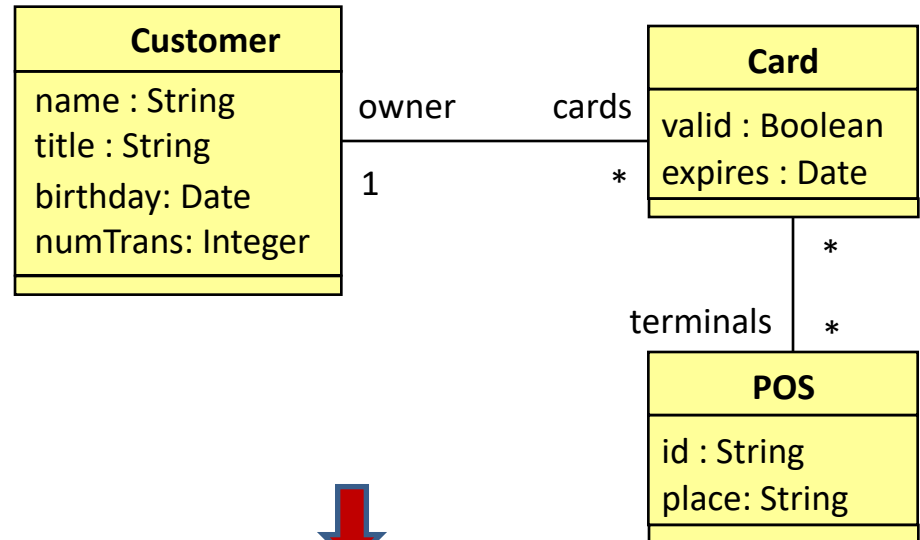 Customer
name : String
title : String
birthday: Date
numTrans: Integer
owner
cards
1
*
Card
valid : Boolean
expires : Date
*
terminals
*
POS
id : String
place: String